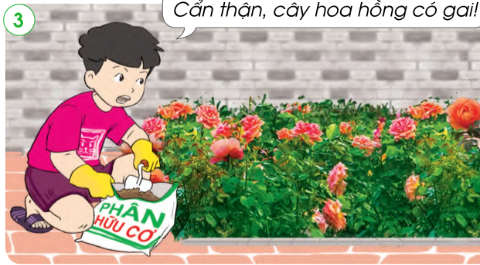 3
Cẩn thận, cây hoa hồng có gai!
PHÂN
HỮU CƠ